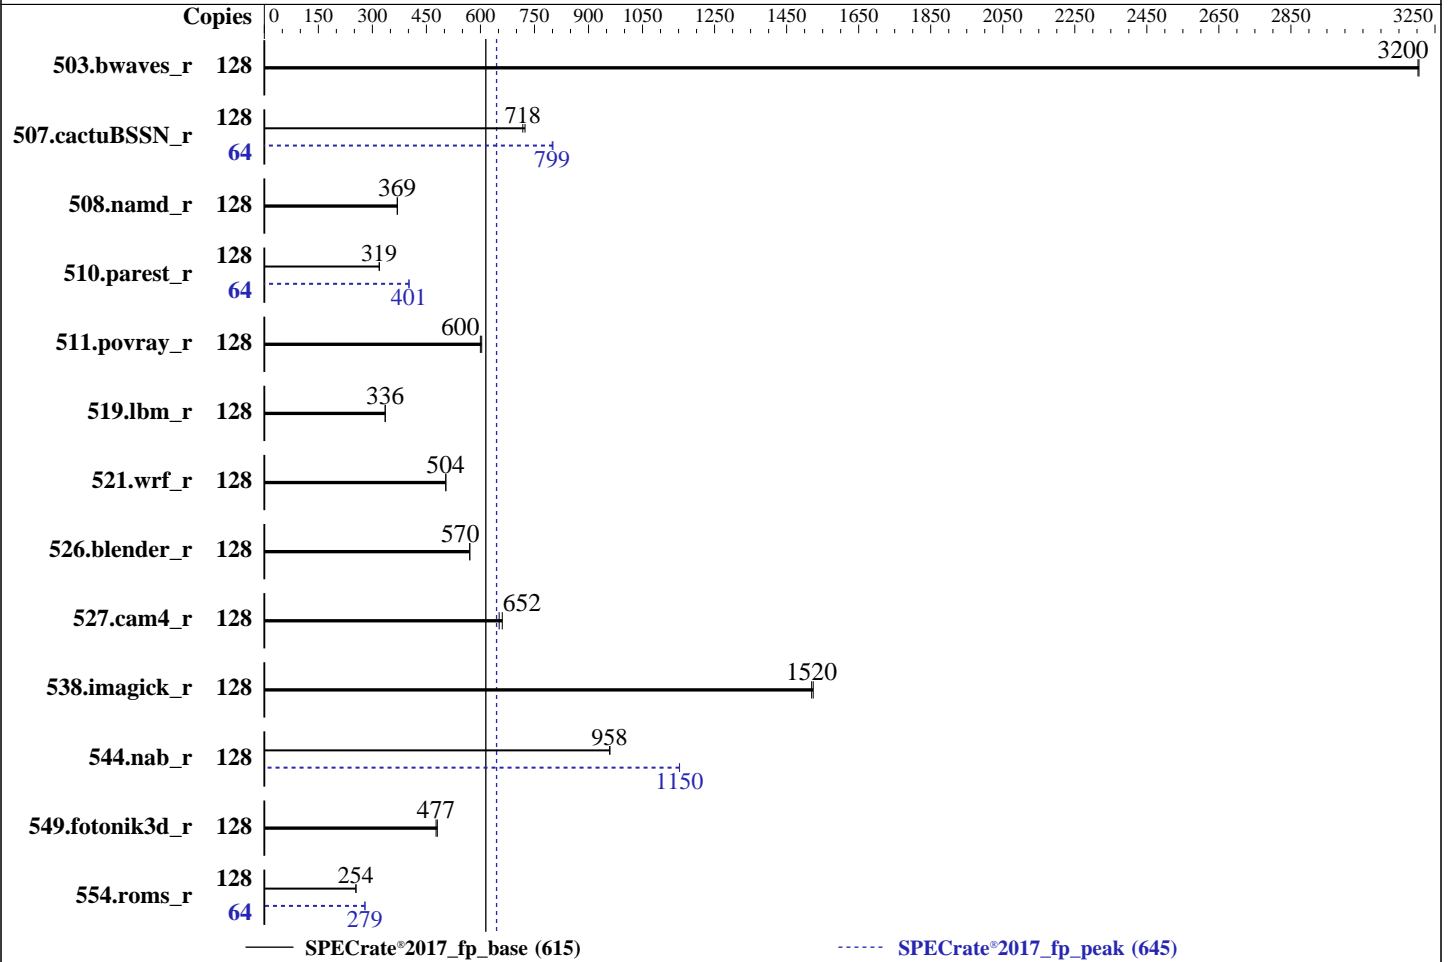 Copies 0 150 300 450 600 750 900 1050 1250 1450 1650 1850 2050 2250 2450 2650 2850 3250
503.bwaves_r 128 3200
507.cactuBSSN_r 128 718
64 799
508.namd_r 128 369
510.parest_r 128 319
64 401
511.povray_r 128 600
519.lbm_r 128 336
521.wrf_r 128 504
526.blender_r 128 570
527.cam4_r 128 652
538.imagick_r 128 1520
544.nab_r 128 958
1150
549.fotonik3d_r 128 477
554.roms_r 128 254
64 279
SPECrate®2017_fp_base (615) SPECrate®2017_fp_peak (645)